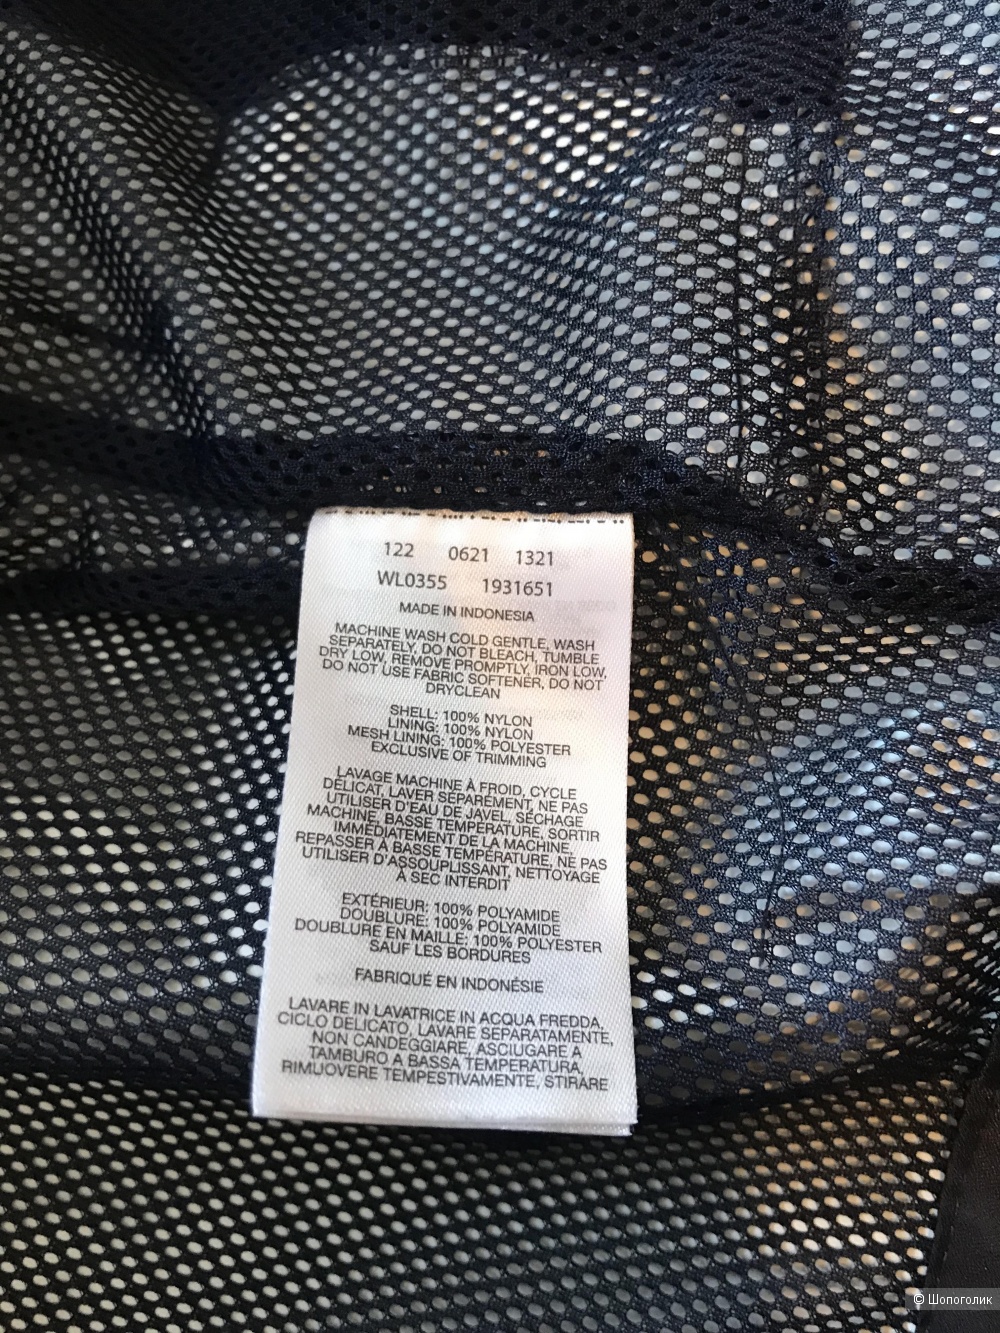 122 0621 1321
WL0355 1931651
MADE IN INDONESIA
MACHINE WASH COLD GENTLE, WASH
SEPARATELY, DO NOT BLEACH, TUMBLE
DRY LOW, REMOVE PROMPTLY, IRON LOW,
DO NOT USE FABRIC SOFTENER, DO NOT
DRYCLEAN
SHELL: 100% NYLON
LINING: 100% NYLON
MESH LINING: 100% POLYESTER
EXCLUSIVE OF TRIMMING
LAVAGE MACHINE À FROID, CYCLE
DÉLICAT, LAVER SÉPARÉMENT, NE PAS
UTILISER D'EAU DE JAVEL, SÉCHAGE
MACHINE, BASSE TEMPÉRATURE, SORTIR
IMMÉDIATEMENT DE LA MACHINE,
REPASSER À BASSE TEMPÉRATURE, NE PAS
UTILISER D'ASSOUPLISSANT, NETTOYAGE
À SEC INTERDIT
EXTÉRIEUR: 100% POLYAMIDE
DOUBLURE: 100% POLYAMIDE
DOUBLURE EN MAILLE: 100% POLYESTER
SAUF LES BORDURES
FABRIQUÉ EN INDONÉSIE
LAVARE IN LAVATRICE IN ACQUA FREDDA,
CICLO DELICATO, LAVARE SEPARATAMENTE,
NON CANDEGGIARE, ASCIUGARE A
TAMBURO A BASSA TEMPERATURA,
RIMUOVERE TEMPESTIVAMENTE, STIRARE
© Шопоголик